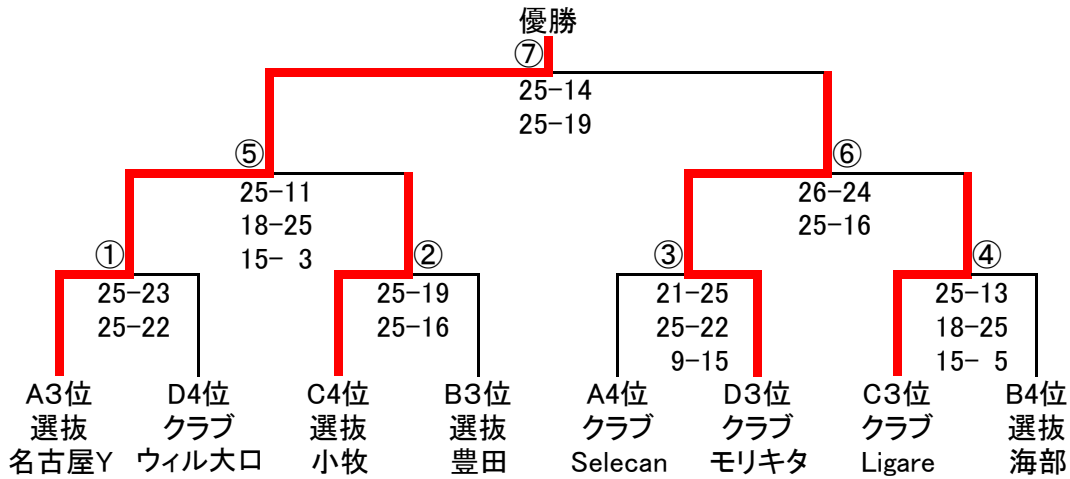 優勝
⑦
25-14
25-19
⑤
⑥
25-11
18-25
15- 3
26-24
25-16
①
②
③
④
25-23
25-22
25-19
25-16
21-25
25-22
9-15
25-13
18-25
15- 5
A3位
選抜
名古屋Y
D4位
クラブ
ウィル大口
C4位
選抜
小牧
B3位
選抜
豊田
A4位
クラブ
Selecan
D3位
クラブ
モリキタ
C3位
クラブ
Ligare
B4位
選抜
海部